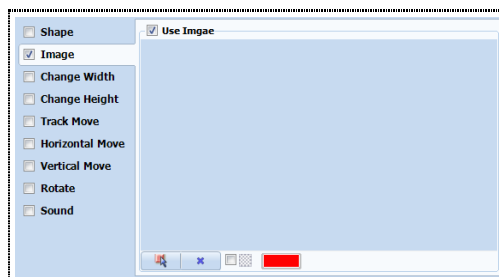 Shape
Use Imgae
Image
Change Width
Change Height
Track Move
Horizontal Move
Vertical Move
Rotate
Sound